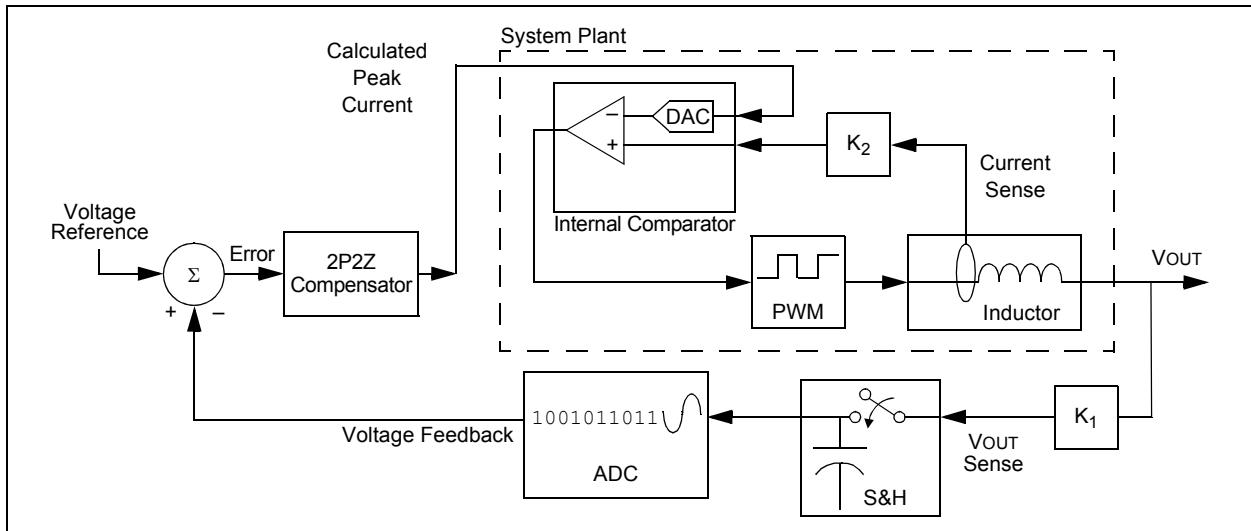 System Plant
Calculated
Peak
Current
DAC
−
+
K2
Current
Sense
Internal Comparator
Voltage
Reference
Error
2P2Z
Compensator
Σ
+
−
PWM
Inductor
VOUT
1001011011
Voltage Feedback
ADC
VOUT
Sense
S&H
K1